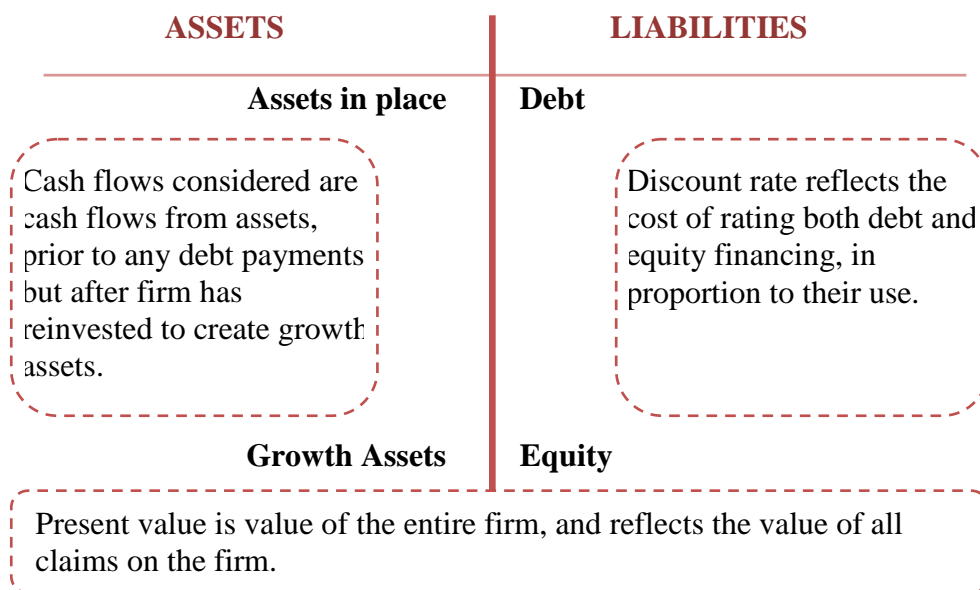 ASSETS LIABILITIES
Assets in place Debt
Cash flows considered are
cash flows from assets,
prior to any debt payments
but after firm has
reinvested to create growth
assets.
Discount rate reflects the
cost of rating both debt and
equity financing, in
proportion to their use.
Growth Assets Equity
Present value is value of the entire firm, and reflects the value of all
claims on the firm.